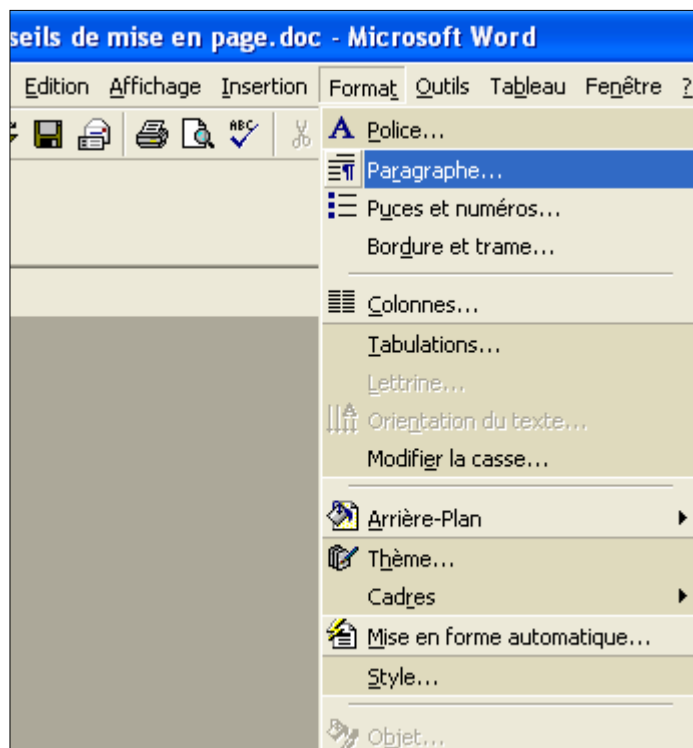 seils de mise en page.doc - Microsoft Word
Edition Affichage Insertion Format Outils Tableau Fenêtre ?
ABC
A Police...
Paragraphe...
Puces et numéros...
Bordure et trame...
Colonnes...
Tabulations...
Lettrine...
Orientation du texte...
Modifier la casse...
Arrière-Plan
Thème...
Cadres
Mise en forme automatique...
Style...
Objet...